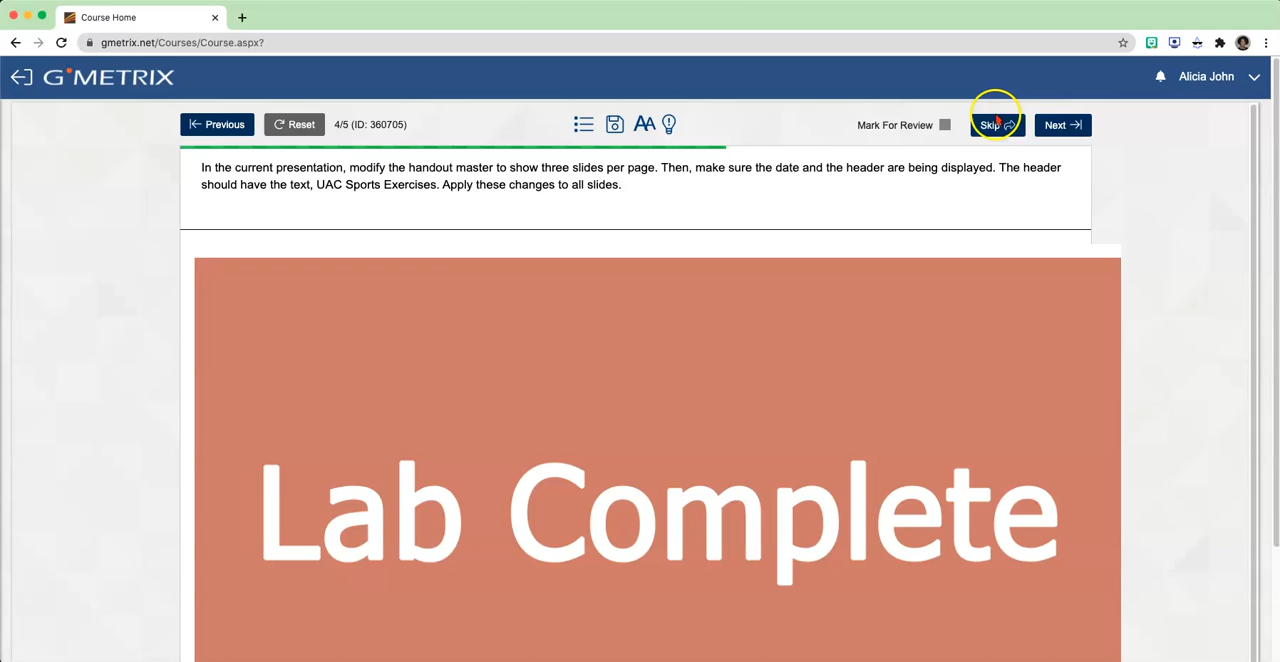 Course Home
gmetrix.net/Courses/Course.aspx?
G METRIX
Alicia John
Previous
Reset
4/5 (ID: 360705)
AA
Mark For Review
Skip
Next
In the current presentation, modify the handout master to show three slides per page. Then, make sure the date and the header are being displayed. The header
should have the text, UAC Sports Exercises. Apply these changes to all slides.
Lab Complete